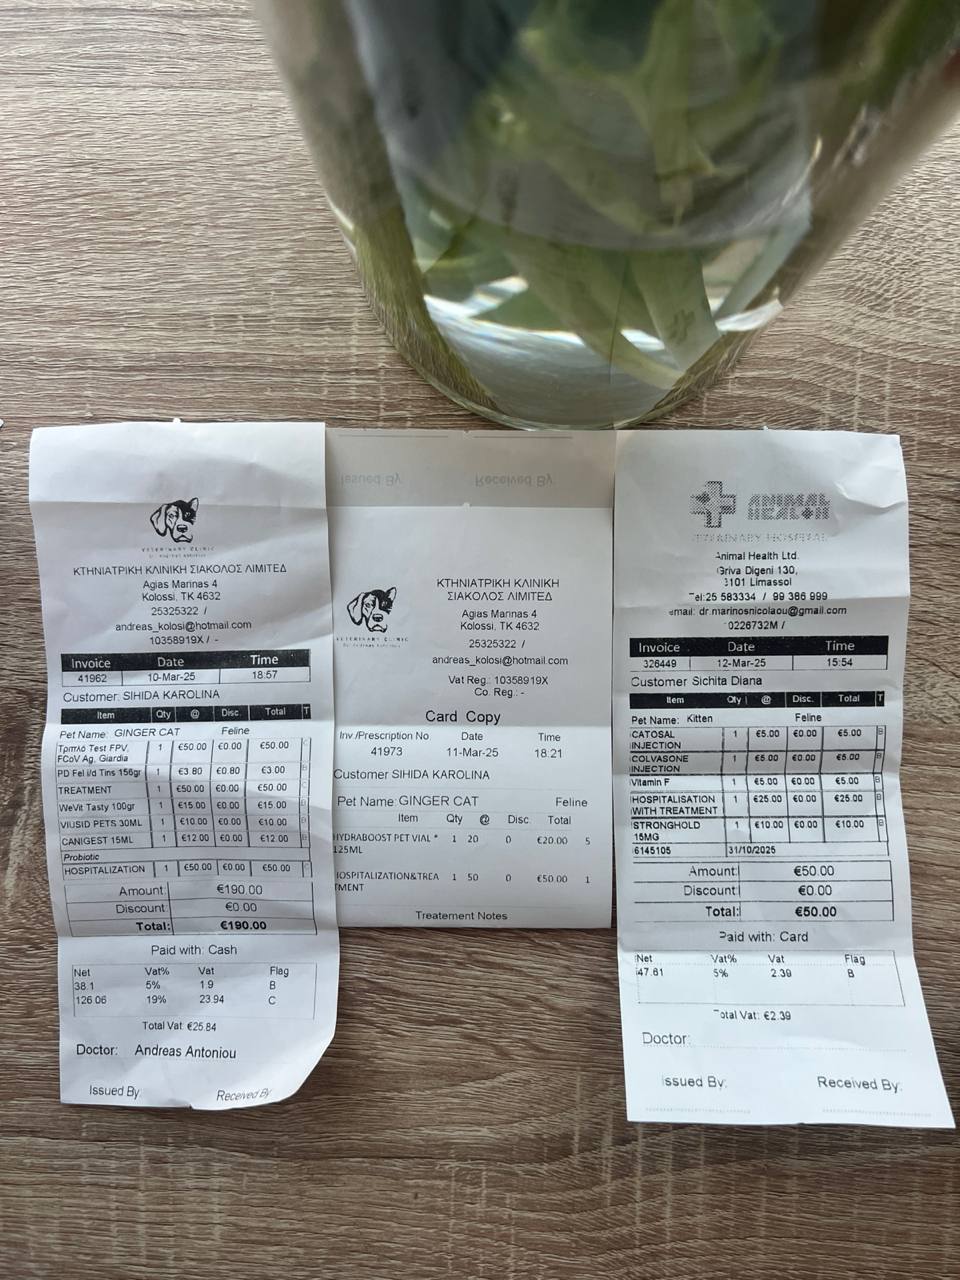 VETERINARY CLINIC
ΚΤΗΝΙΑΤΡΙΚΗ ΚΛΙΝΙΚΗ ΣΙΑΚΟΛΟΣ ΛΙΜΙΤΕΔ
Agias Marinas 4
Kolossi, TK 4632
25325322 /
andreas_kolosi@hotmail.com
10358919X / -
Invoice Date Time
41962 10-Mar-25 18:57
Customer: SIHIDA KAROLINA
Item Qty @ Disc. Total T
Pet Name: GINGER CAT Feline
Τριπλό Test FPV, 1 €50.00 €0.00 €50.00 C
FCoV Ag, Giardia
PD Fel i/d Tins 156gr 1 €3.80 €0.80 €3.00 B
TREATMENT 1 €50.00 €0.00 €50.00 C
WeVit Tasty 100gr 1 €15.00 €0.00 €15.00 B
VIUSID PETS 30ML 1 €10.00 €0.00 €10.00 B
CANIGEST 15ML 1 €12.00 €0.00 €12.00 B
Probiotic
HOSPITALIZATION 1 €50.00 €0.00 €50.00 C
Amount: €190.00
Discount: €0.00
Total: €190.00
Paid with: Cash
Net Vat% Vat Flag
38.1 5% 1.9 B
126.06 19% 23.94 C
Total Vat: €25.84
Doctor: Andreas Antoniou
Issued By: Received By:
Issued By: Received By:
VETERINARY CLINIC
ΚΤΗΝΙΑΤΡΙΚΗ ΚΛΙΝΙΚΗ
ΣΙΑΚΟΛΟΣ ΛΙΜΙΤΕΔ
Agias Marinas 4
Kolossi, TK 4632
25325322 /
andreas_kolosi@hotmail.com
Vat Reg.: 10358919X
Co. Reg.: -
Card Copy
Inv./Prescription No Date Time
41973 11-Mar-25 18:21
Customer SIHIDA KAROLINA
Pet Name: GINGER CAT Feline
Item Qty @ Disc Total
HYDRABOOST PET VIAL * 1 20 0 €20.00 5
125ML
HOSPITALIZATION&TREA 1 50 0 €50.00 1
TMENT
Treatement Notes
ANIMAL
HEALTH
VETERINARY HOSPITAL
Animal Health Ltd.
Griva Digeni 130,
3101 Limassol
Tel:25 583334 / 99 386 999
email: dr.marinosnicolaou@gmail.com
0226732M /
Invoice Date Time
326449 12-Mar-25 15:54
Customer Sichita Diana
Item Qty @ Disc. Total T
Pet Name: Kitten Feline
CATOSAL 1 €5.00 €0.00 €5.00 B
INJECTION
COLVASONE 1 €5.00 €0.00 €5.00 B
INJECTION
Vitamin F 1 €5.00 €0.00 €5.00 B
HOSPITALISATION 1 €25.00 €0.00 €25.00 B
WITH TREATMENT
STRONGHOLD 1 €10.00 €0.00 €10.00 B
15MG
6145105 31/10/2025
Amount: €50.00
Discount: €0.00
Total: €50.00
Paid with: Card
Net Vat% Vat Flag
47.61 5% 2.39 B
Total Vat: €2.39
Doctor:
Issued By: Received By: